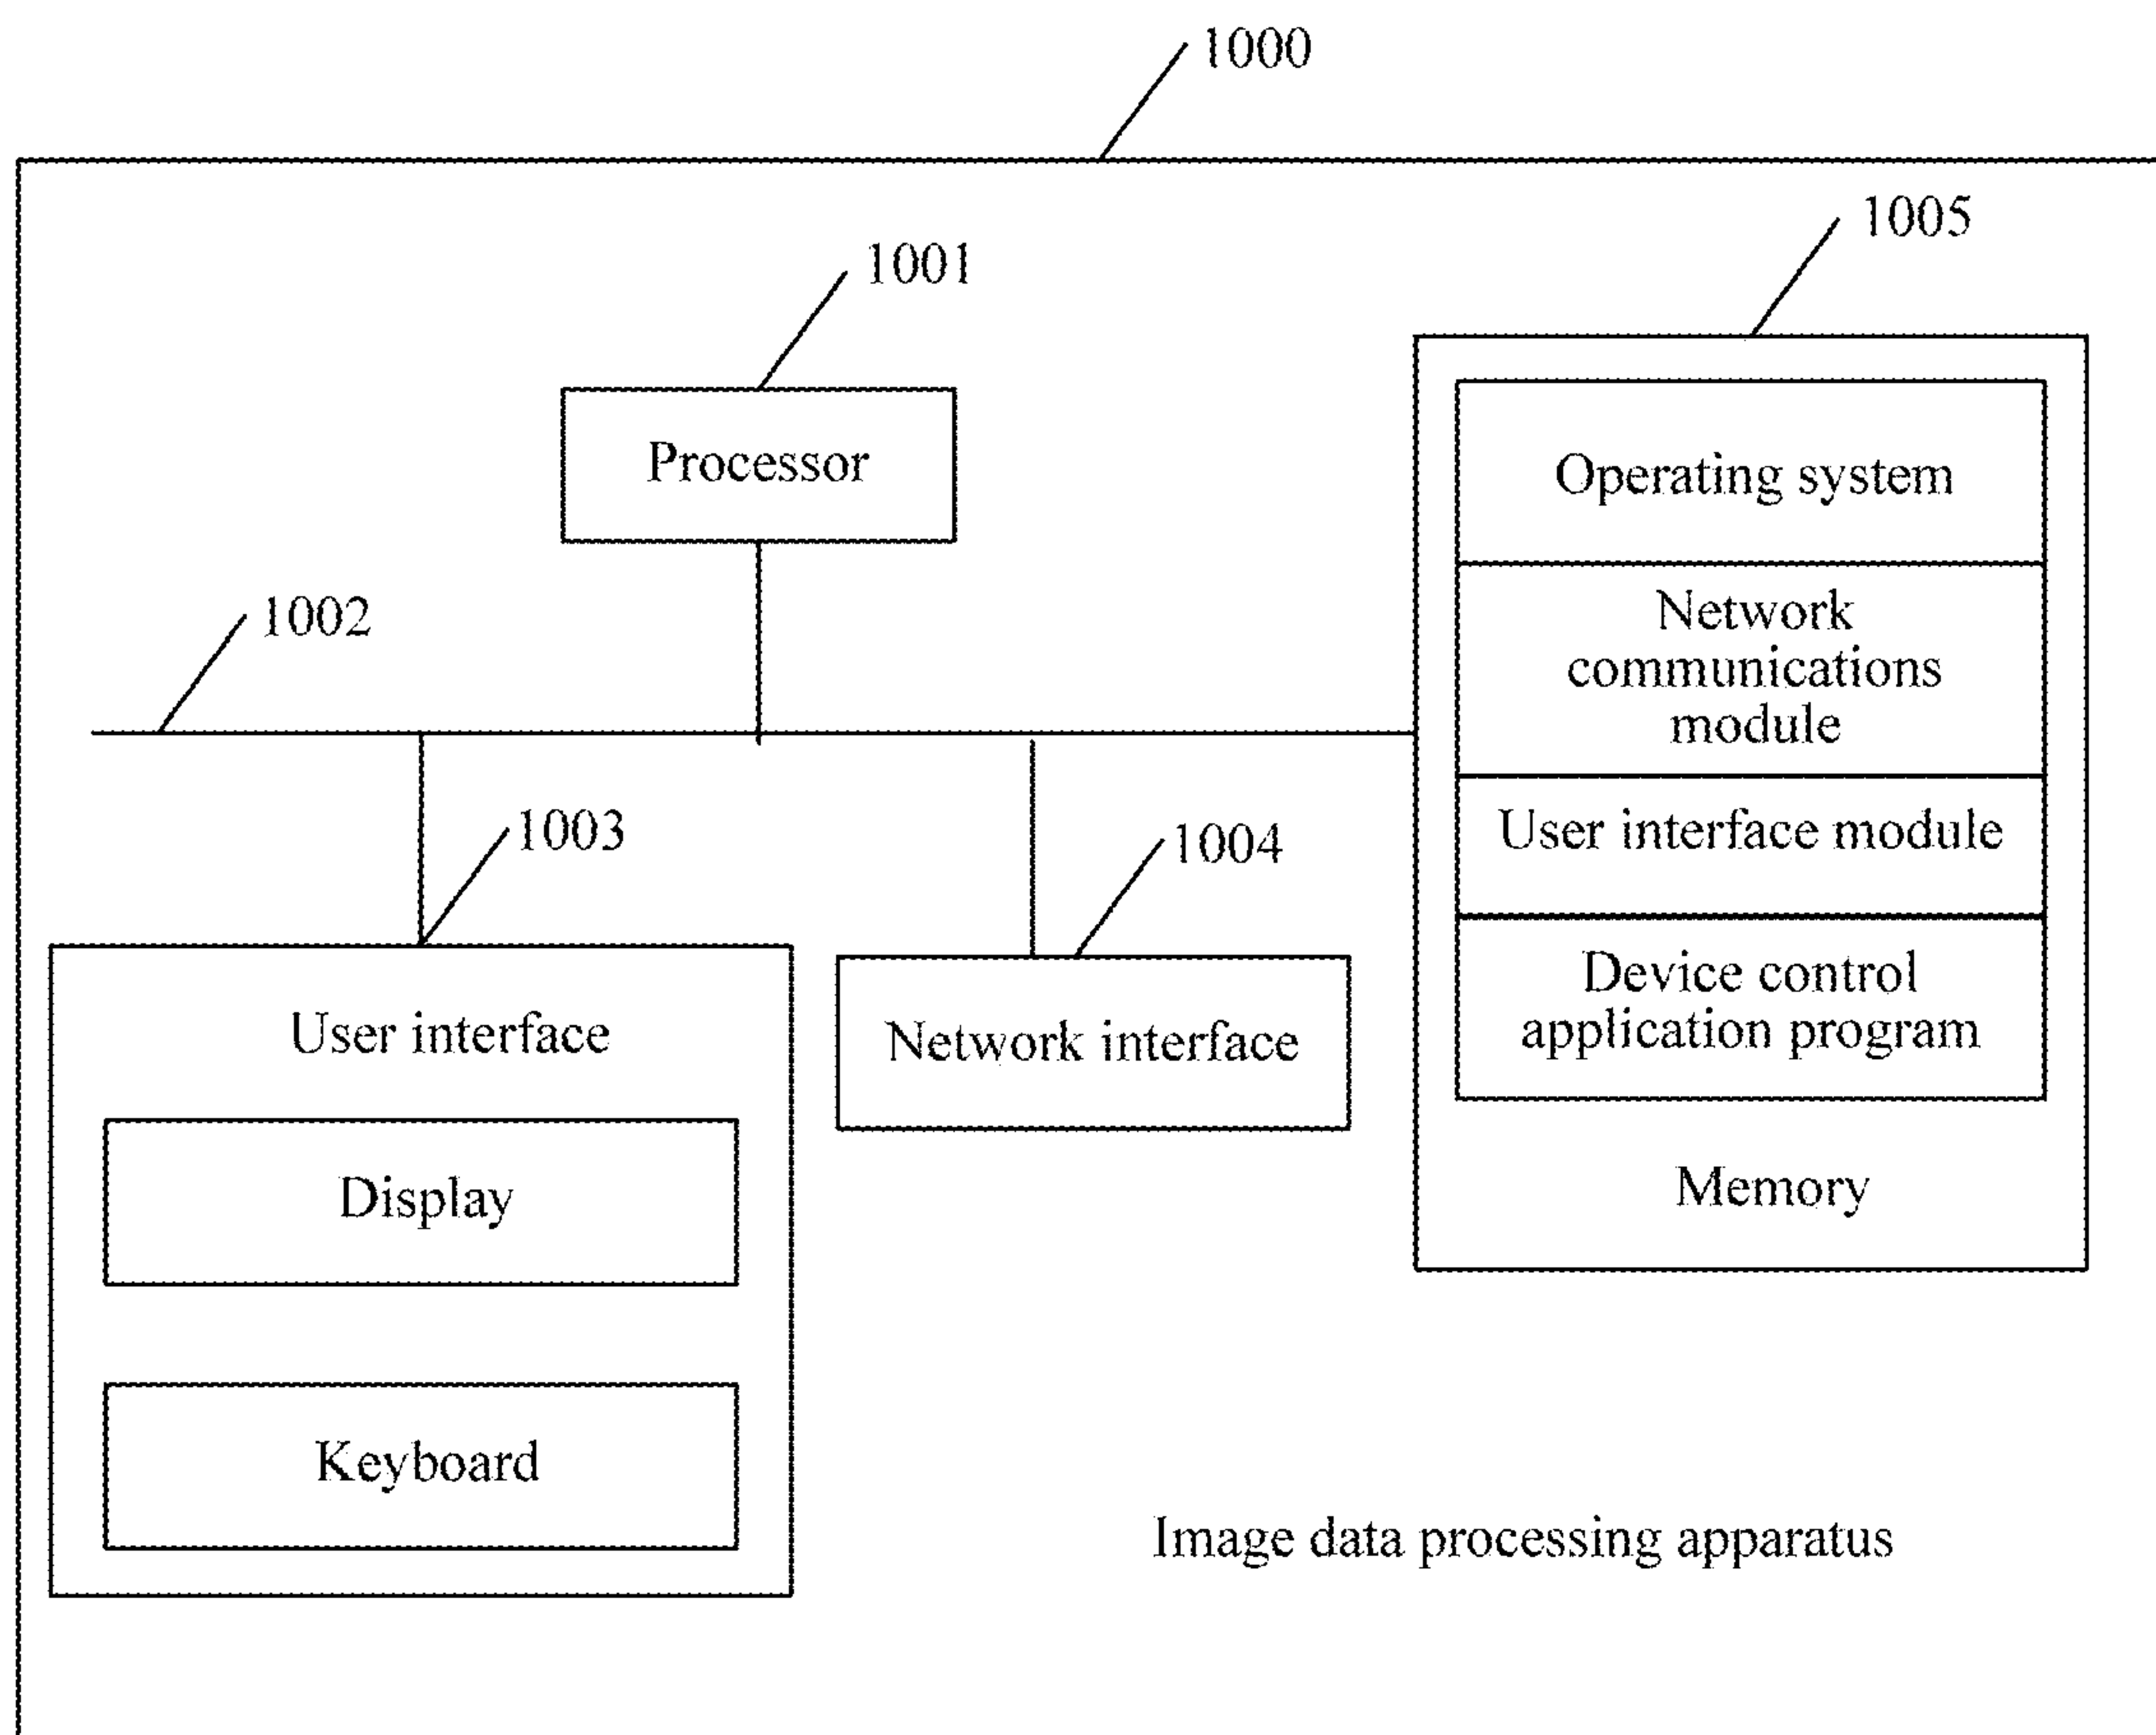 1000
1005
1001
Processor
Operating system
1002
Network
communications
module
User interface module
1003
1004
Device control
application program
User interface
Network interface
Display
Memory
Keyboard
Image data processing apparatus